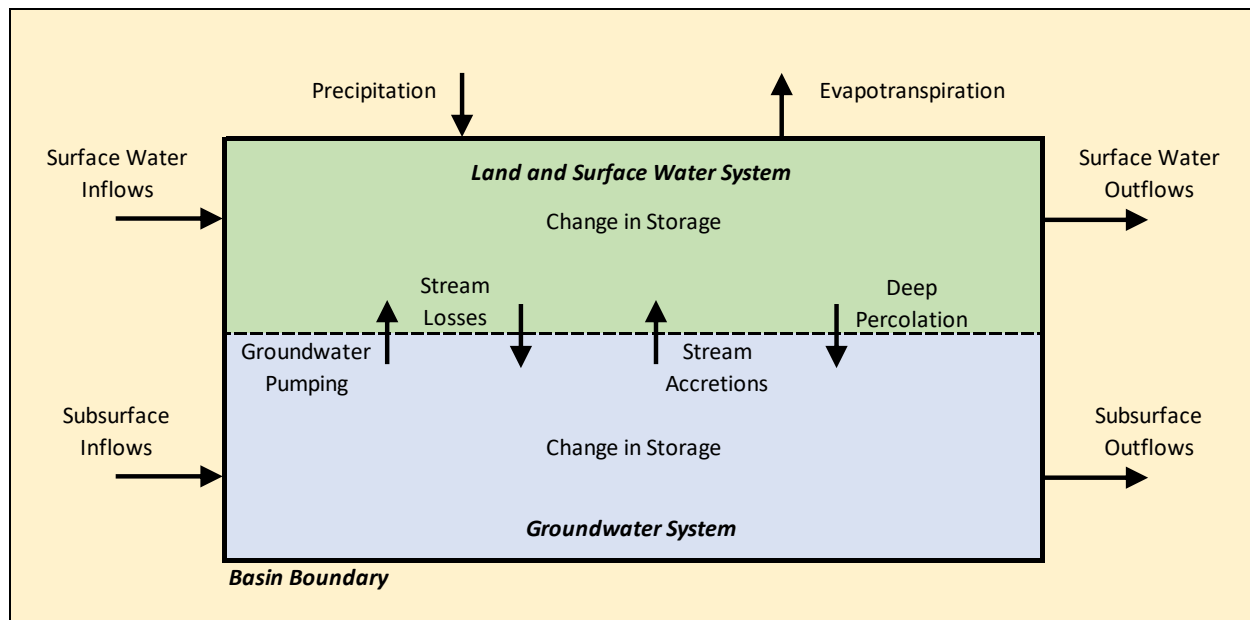 Precipitation
Evapotranspiration
Surface Water
Inflows
Land and Surface Water System
Surface Water
Outflows
Change in Storage
Stream
Losses
Deep
Percolation
Groundwater
Pumping
Stream
Accretions
Subsurface
Inflows
Change in Storage
Subsurface
Outflows
Groundwater System
Basin Boundary